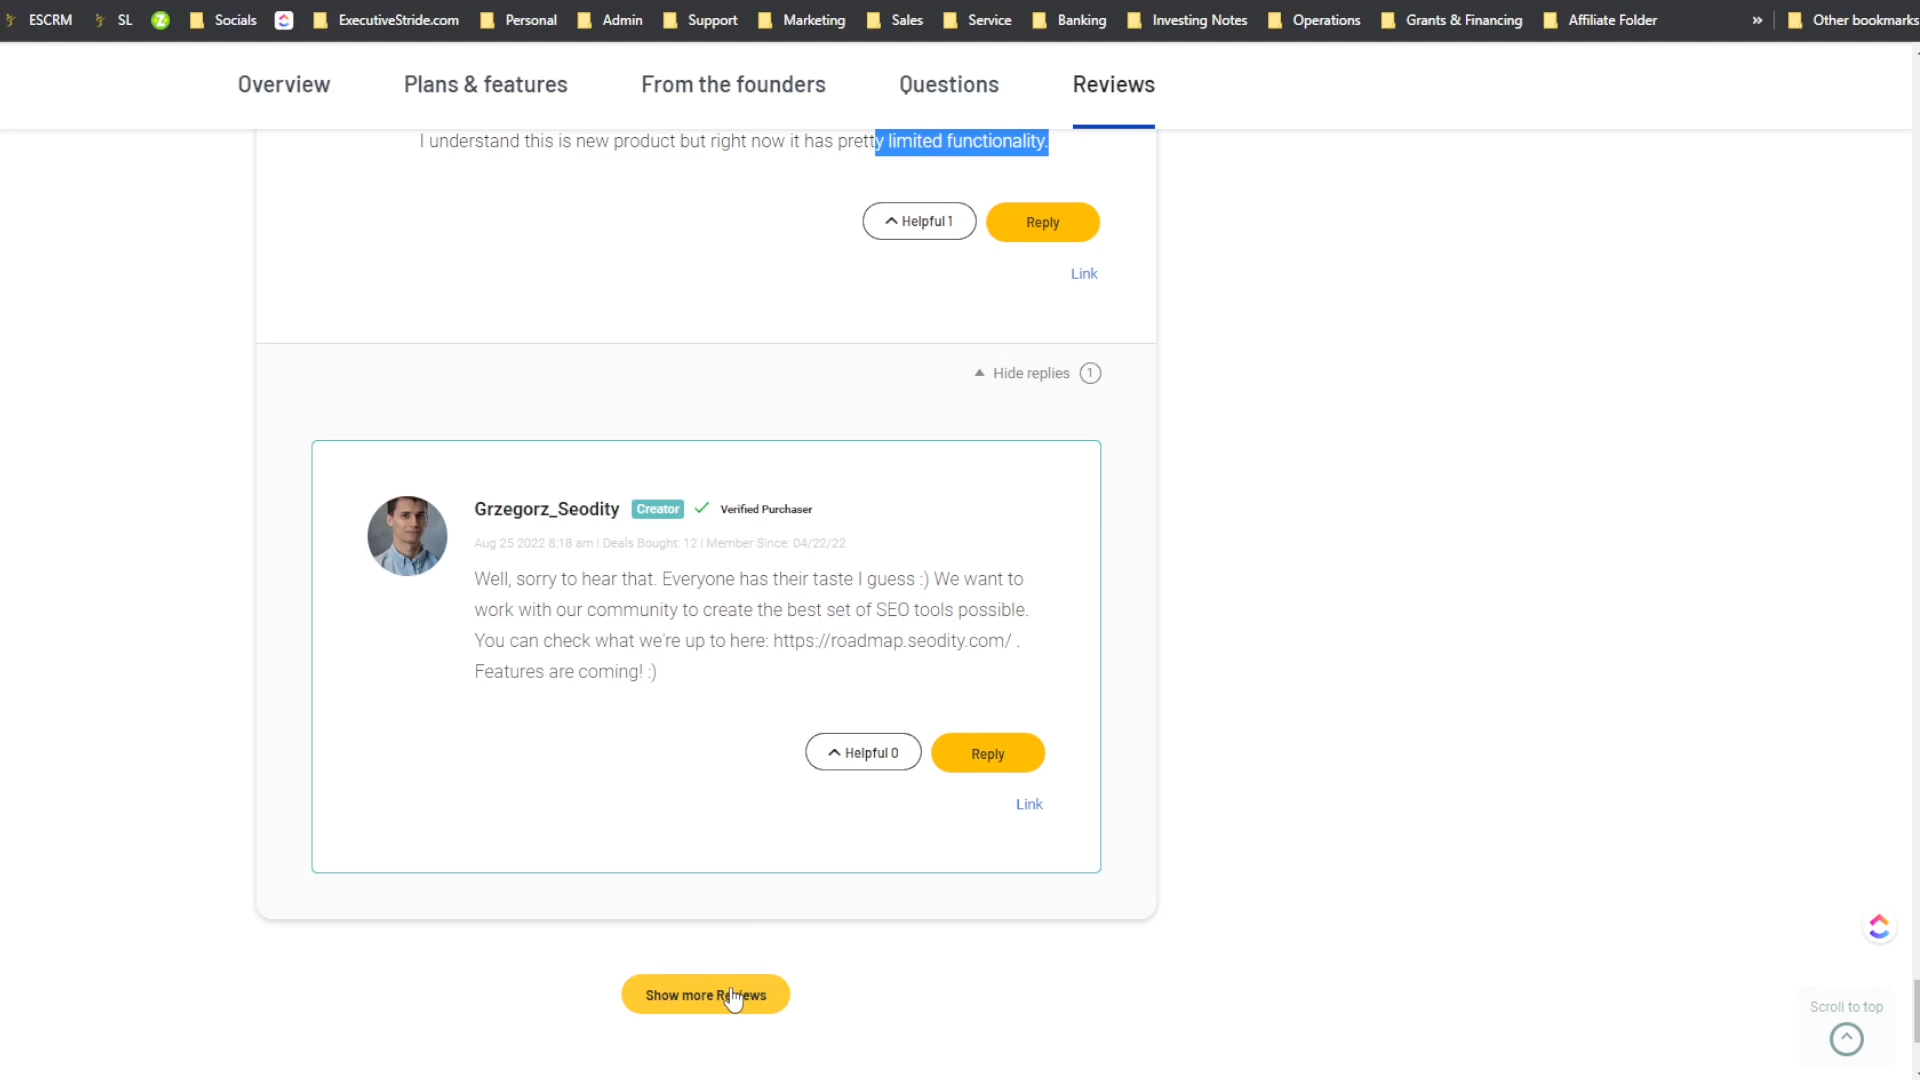 ESCRM SL Socials ExecutiveStride.com Personal Admin Support Marketing Sales Service Banking Investing Notes Operations Grants & Financing Affiliate Folder » Other bookmarks
Overview Plans & features From the founders Questions Reviews
I understand this is new product but right now it has pretty limited functionality.
Helpful 1 Reply
Link
Hide replies 1
Grzegorz_Seodity Creator Verified Purchaser
Aug 25 2022 8:18 am | Deals Bought: 12 | Member Since: 04/22/22
Well, sorry to hear that. Everyone has their taste I guess :) We want to
work with our community to create the best set of SEO tools possible.
You can check what we're up to here: https://roadmap.seodity.com/ .
Features are coming! :)
Helpful 0 Reply
Link
Show more Reviews
Scroll to top